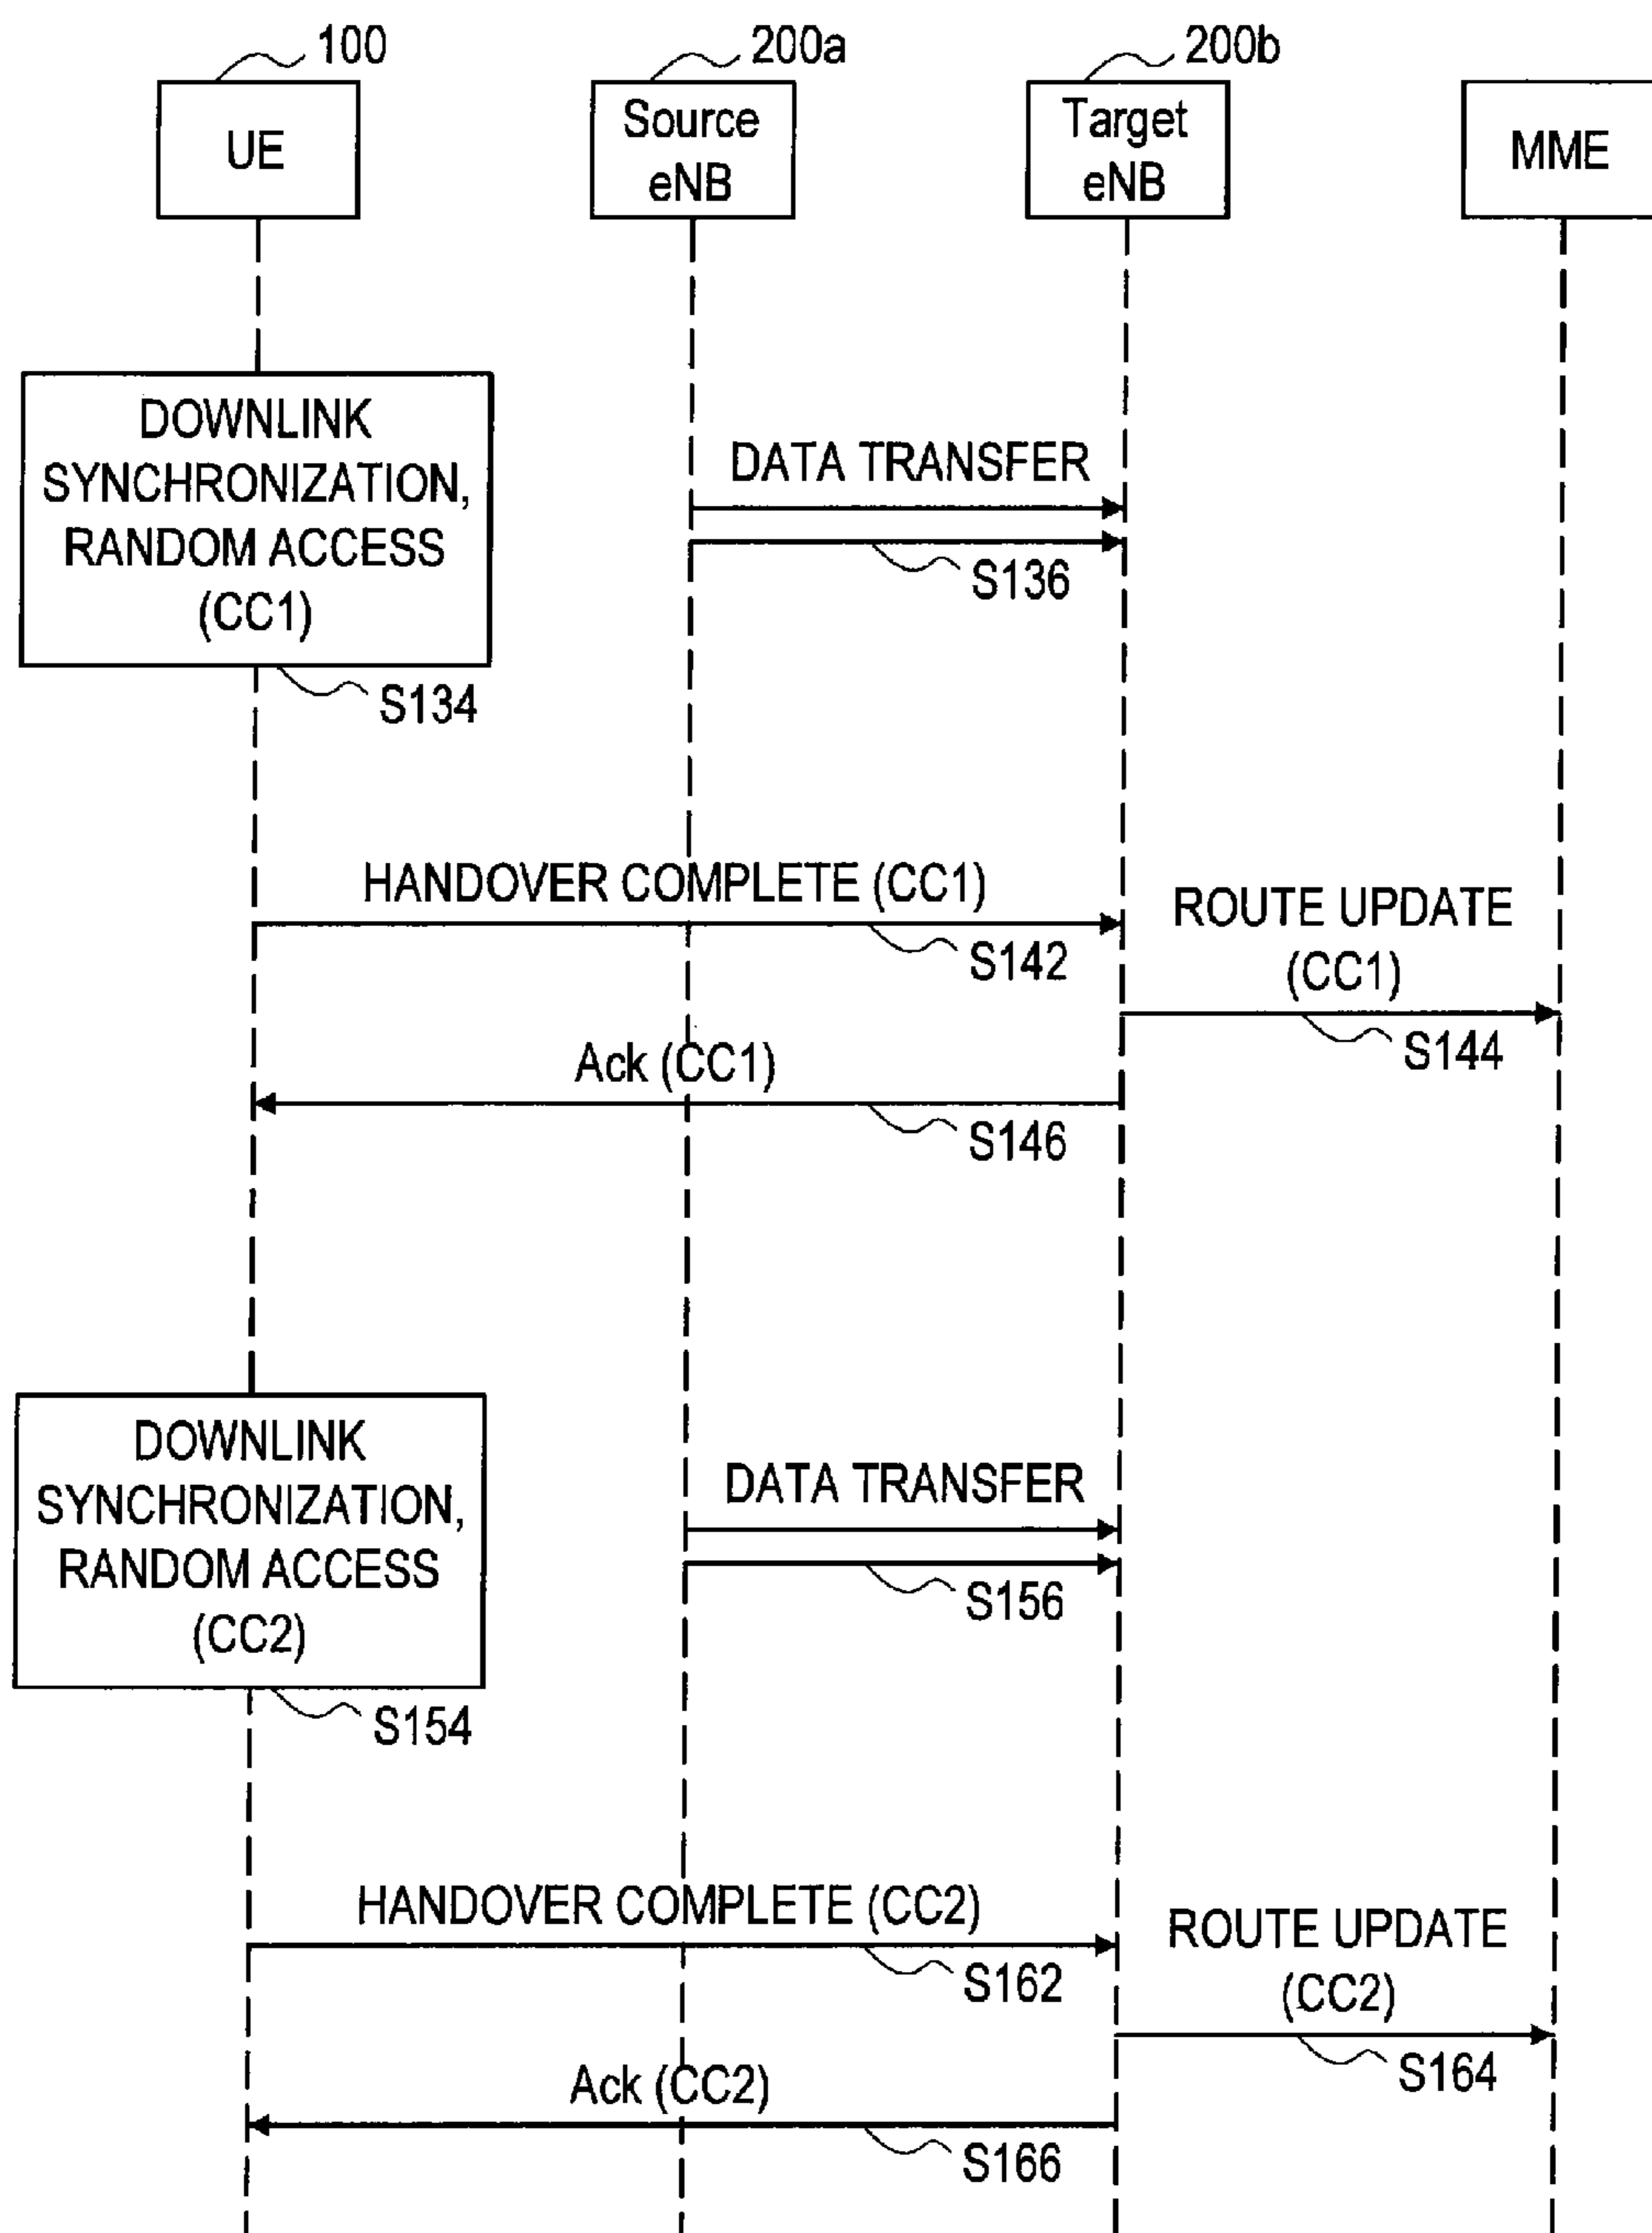 100
200a
200b
UE
Source
eNB
Target
eNB
MME
DOWNLINK
SYNCHRONIZATION,
RANDOM ACCESS
(CC1)
S134
DATA TRANSFER
S136
HANDOVER COMPLETE (CC1)
S142
ROUTE UPDATE
(CC1)
S144
Ack (CC1)
S146
DOWNLINK
SYNCHRONIZATION,
RANDOM ACCESS
(CC2)
S154
DATA TRANSFER
S156
HANDOVER COMPLETE (CC2)
S162
ROUTE UPDATE
(CC2)
S164
Ack (CC2)
S166